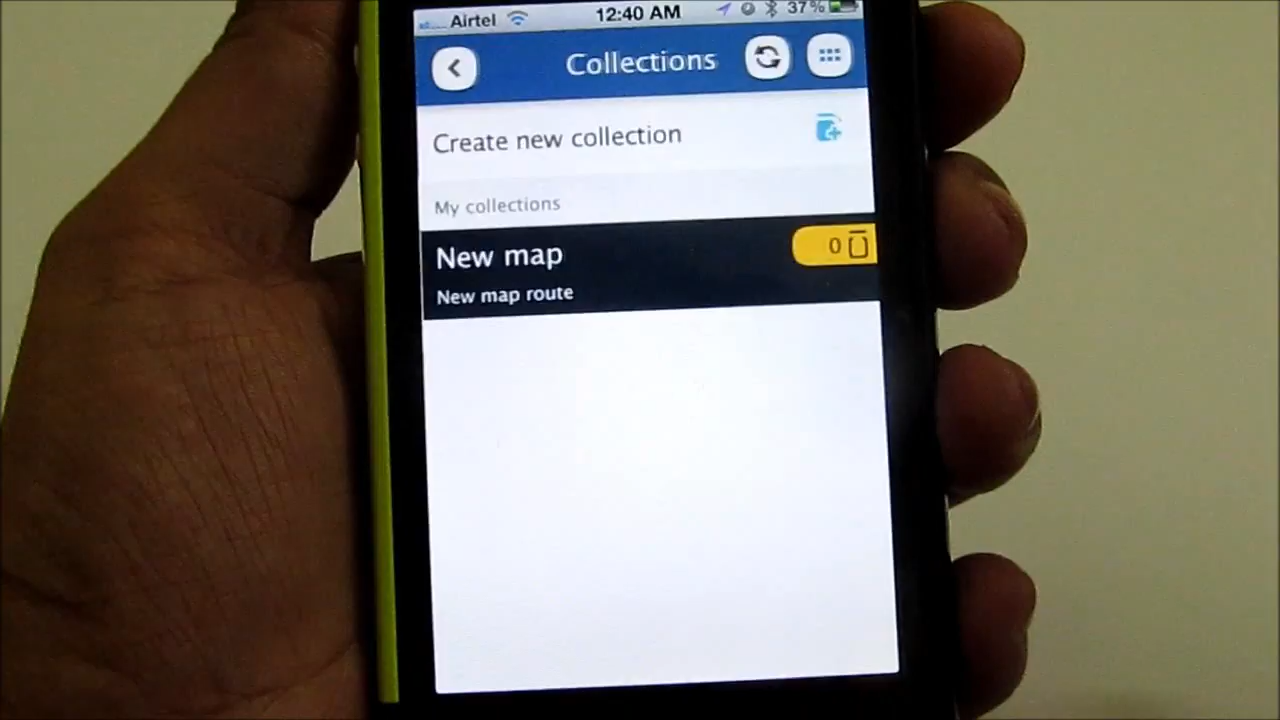 Airtel 12:40 AM 37%
Collections
Create new collection
My collections
New map 0
New map route